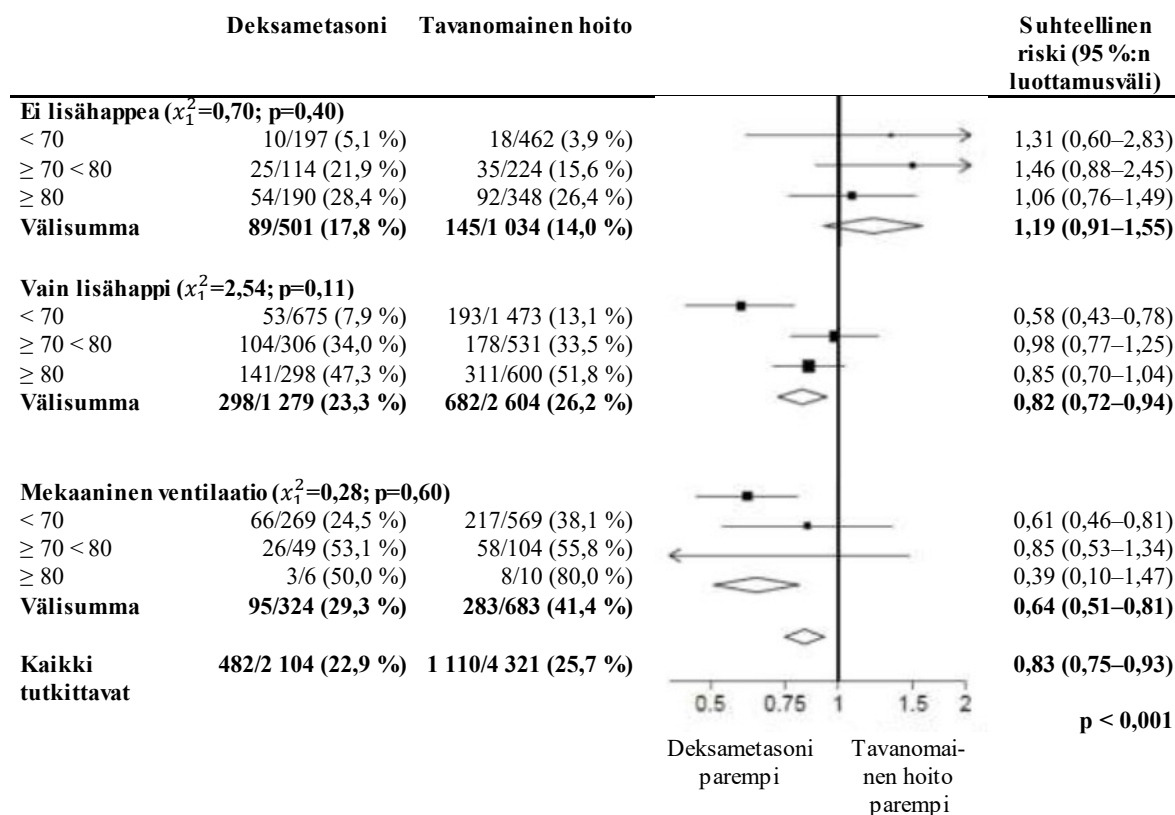 Deksametasoni Tavanomainen hoito Suhteellinen
riski (95 %:n
luottamusväli)
Ei lisähappea (x₁²=0,70; p=0,40)
< 70 10/197 (5,1 %) 18/462 (3,9 %) 1,31 (0,60–2,83)
≥ 70 < 80 25/114 (21,9 %) 35/224 (15,6 %) 1,46 (0,88–2,45)
≥ 80 54/190 (28,4 %) 92/348 (26,4 %) 1,06 (0,76–1,49)
Välisumma 89/501 (17,8 %) 145/1 034 (14,0 %) 1,19 (0,91–1,55)
Vain lisähappi (x₁²=2,54; p=0,11)
< 70 53/675 (7,9 %) 193/1 473 (13,1 %) 0,58 (0,43–0,78)
≥ 70 < 80 104/306 (34,0 %) 178/531 (33,5 %) 0,98 (0,77–1,25)
≥ 80 141/298 (47,3 %) 311/600 (51,8 %) 0,85 (0,70–1,04)
Välisumma 298/1 279 (23,3 %) 682/2 604 (26,2 %) 0,82 (0,72–0,94)
Mekaaninen ventilaatio (x₁²=0,28; p=0,60)
< 70 66/269 (24,5 %) 217/569 (38,1 %) 0,61 (0,46–0,81)
≥ 70 < 80 26/49 (53,1 %) 58/104 (55,8 %) 0,85 (0,53–1,34)
≥ 80 3/6 (50,0 %) 8/10 (80,0 %) 0,39 (0,10–1,47)
Välisumma 95/324 (29,3 %) 283/683 (41,4 %) 0,64 (0,51–0,81)
Kaikki 482/2 104 (22,9 %) 1 110/4 321 (25,7 %) 0,83 (0,75–0,93)
tutkittavat
0.5 0.75 1 1.5 2
p < 0,001
Deksametasoni Tavanomai-
parempi nen hoito
parempi